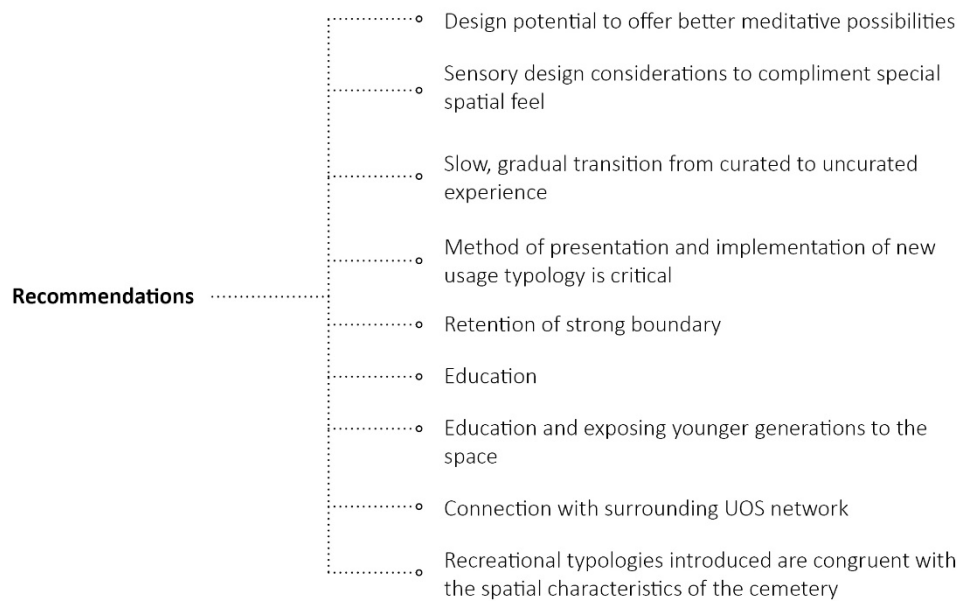 Design potential to offer better meditative possibilities
Sensory design considerations to compliment special
spatial feel
Slow, gradual transition from curated to uncurated
experience
Method of presentation and implementation of new
usage typology is critical
Recommendations
Retention of strong boundary
Education
Education and exposing younger generations to the
space
Connection with surrounding UOS network
Recreational typologies introduced are congruent with
the spatial characteristics of the cemetery